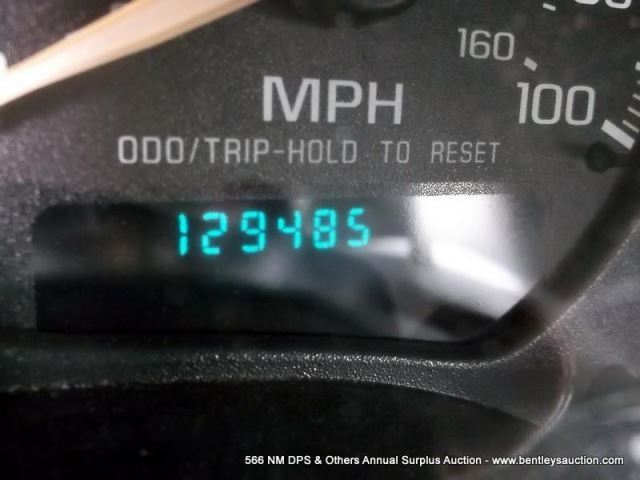 160
MPH
100
ODO/TRIP-HOLD TO RESET
129485
566 NM DPS & Others Annual Surplus Auction - www.bentleysauction.com